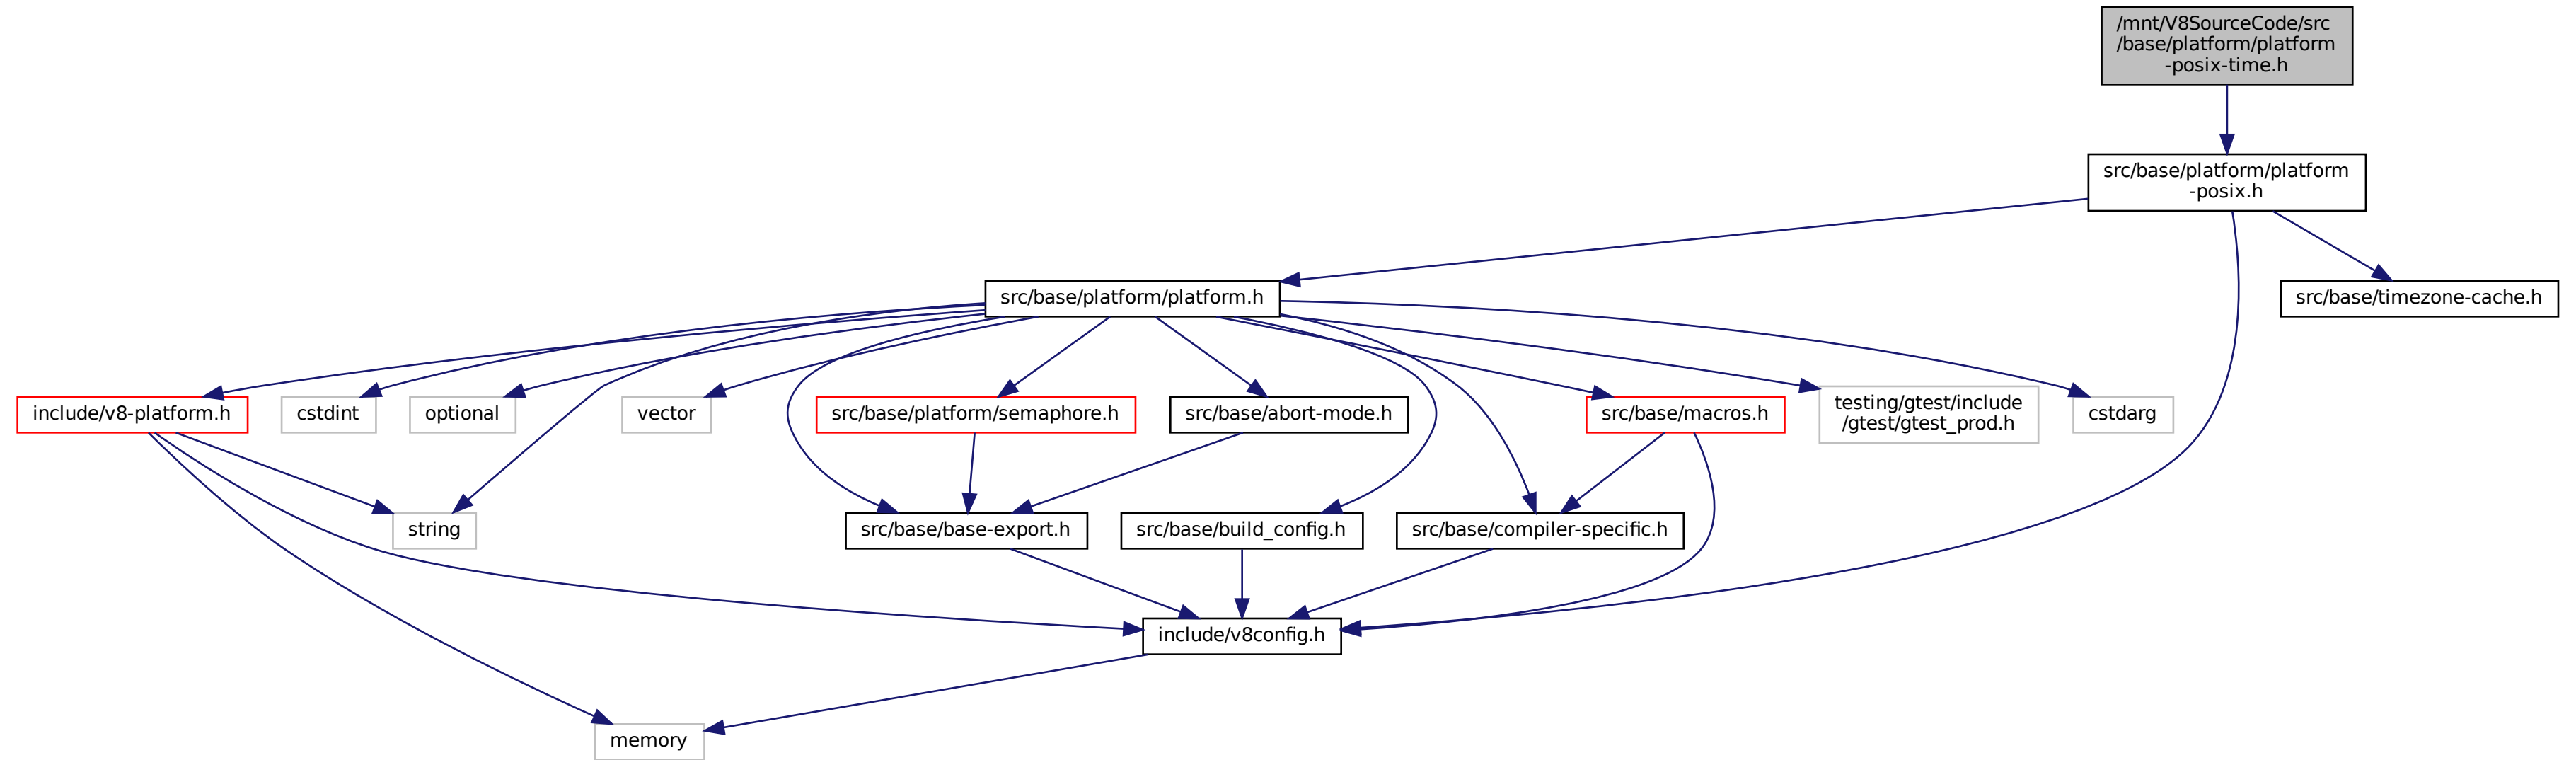 /mnt/V8SourceCode/src
/base/platform/platform
-posix-time.h
src/base/platform/platform
-posix.h
src/base/platform/platform.h
src/base/timezone-cache.h
include/v8-platform.h
cstdint
optional
vector
src/base/platform/semaphore.h
src/base/abort-mode.h
src/base/macros.h
testing/gtest/include
/gtest/gtest_prod.h
cstdarg
string
src/base/base-export.h
src/base/build_config.h
src/base/compiler-specific.h
include/v8config.h
memory